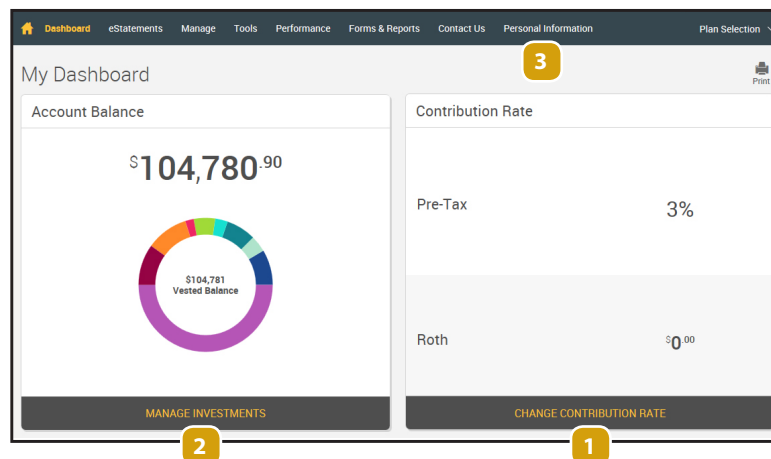 Dashboard eStatements Manage Tools Performance Forms & Reports Contact Us Personal Information Plan Selection
3
My Dashboard
Print
Account Balance
$104,780.90
$104,781
Vested Balance
MANAGE INVESTMENTS
2
Contribution Rate
Pre-Tax 3%
Roth $0.00
CHANGE CONTRIBUTION RATE
1